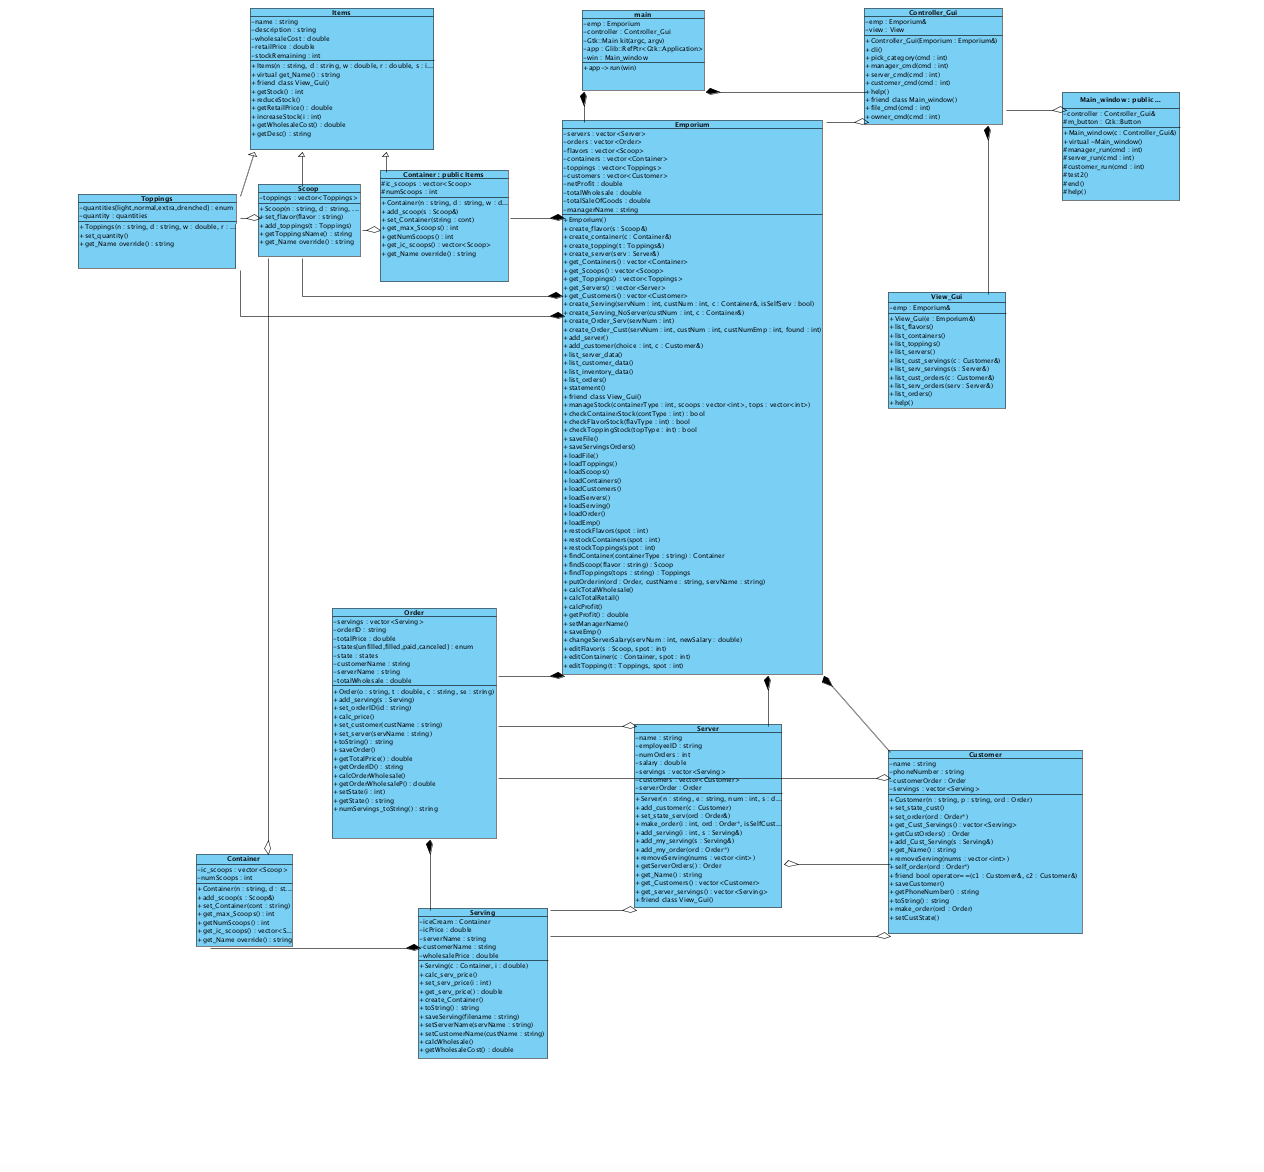 Items
-name : string
-description : string
-wholesaleCost : double
-retailPrice : double
-stockRemaining : int
+Items(n : string, d : string, w : double, r : double, s : i...
+virtual get_Name() : string
+friend class View_Gui()
+getStock() : int
+reduceStock()
+getRetailPrice() : double
+increaseStock(i : int)
+getWholesaleCost() : double
+getDesc() : string
main
-emp : Emporium
-controller : Controller_Gui
-Gtk::Main kit(argc, argv)
-app : Glib::RefPtr<Gtk::Application>
-win : Main_window
+app->run(win)
Controller_Gui
-emp : Emporium&
-view : View
+Controller_Gui(Emporium : Emporium&)
+cli()
+pick_category(cmd : int)
+manager_cmd(cmd : int)
+server_cmd(cmd : int)
+customer_cmd(cmd : int)
+help()
+friend class Main_window()
+file_cmd(cmd : int)
+owner_cmd(cmd : int)
Main_window : public...
-controller : Controller_Gui&
#m_button : Gtk::Button
+Main_window(c : Controller_Gui&)
+virtual ~Main_window()
#manager_run(cmd : int)
#server_run(cmd : int)
#customer_run(cmd : int)
#test2()
#end()
#help()
Toppings
-quantities{light,normal,extra,drenched} : enum
-quantity : quantities
+Toppings(n : string, d : string, w : double, r : ...
+set_quantity()
+get_Name override() : string
Scoop
-toppings : vector<Toppings>
+Scoop(n : string, d : string, ...
+set_flavor(flavor : string)
+add_toppings(t : Toppings)
+getToppingsName() : string
+get_Name override() : string
Container : public Items
#ic_scoops : vector<Scoop>
#numScoops : int
+Container(n : string, d : string, w : d...
+add_scoop(s : Scoop&)
+set_Container(string : cont)
+get_max_Scoops() : int
+getNumScoops() : int
+get_ic_scoops() : vector<Scoop>
+get_Name override() : string
Emporium
-servers : vector<Server>
-orders : vector<Order>
-flavors : vector<Scoop>
-containers : vector<Container>
-toppings : vector<Toppings>
-customers : vector<Customer>
-netProfit : double
-totalWholesale : double
-totalSaleOfGoods : double
-managerName : string
+Emporium()
+create_flavor(s : Scoop&)
+create_container(c : Container&)
+create_topping(t : Toppings&)
+create_server(serv : Server&)
+get_Containers() : vector<Container>
+get_Scoops() : vector<Scoop>
+get_Toppings() : vector<Toppings>
+get_Servers() : vector<Server>
+get_Customers() : vector<Customer>
+create_Serving(servNum : int, custNum : int, c : Container&, isSelfServ : bool)
+create_Serving_NoServer(custNum : int, c : Container&)
+create_Order_Serv(servNum : int)
+create_Order_Cust(servNum : int, custNum : int, custNumEmp : int, found : int)
+add_server()
+add_customer(choice : int, c : Customer&)
+list_server_data()
+list_customer_data()
+list_inventory_data()
+list_orders()
+statement()
+friend class View_Gui()
+manageStock(containerType : int, scoops : vector<int>, tops : vector<int>)
+checkContainerStock(contType : int) : bool
+checkFlavorStock(flavType : int) : bool
+checkToppingStock(topType : int) : bool
+saveFile()
+saveServingsOrders()
+loadFile()
+loadToppings()
+loadScoops()
+loadContainers()
+loadCustomers()
+loadServers()
+loadServing()
+loadOrder()
+loadEmp()
+restockFlavors(spot : int)
+restockContainers(spot : int)
+restockToppings(spot : int)
+findContainer(containerType : string) : Container
+findScoop(flavor : string) : Scoop
+findToppings(tops : string) : Toppings
+putOrderin(ord : Order, custName : string, servName : string)
+calcTotalWholesale()
+calcTotalRetail()
+calcProfit()
+getProfit() : double
+setManagerName()
+saveEmp()
+changeServerSalary(servNum : int, newSalary : double)
+editFlavor(s : Scoop, spot : int)
+editContainer(c : Container, spot : int)
+editTopping(t : Toppings, spot : int)
View_Gui
-emp : Emporium&
+View_Gui(e : Emporium&)
+list_flavors()
+list_containers()
+list_toppings()
+list_servers()
+list_cust_servings(c : Customer&)
+list_serv_servings(s : Server&)
+list_cust_orders(c : Customer&)
+list_serv_orders(serv : Server&)
+list_orders()
+help()
Order
-servings : vector<Serving>
-orderID : string
-totalPrice : double
-states{unfilled,filled,paid,canceled} : enum
-state : states
-customerName : string
-serverName : string
-totalWholesale : double
+Order(o : string, t : double, c : string, se : string)
+add_serving(s : Serving)
+set_orderID(id : string)
+calc_price()
+set_customer(custName : string)
+set_server(servName : string)
+toString() : string
+saveOrder()
+getTotalPrice() : double
+getOrderID() : string
+calcOrderWholesale()
+getOrderWholesaleP() : double
+setState(i : int)
+getState() : string
+numServings_toString() : string
Server
-name : string
-employeeID : string
-numOrders : int
-salary : double
-servings : vector<Serving>
-customers : vector<Customer>
-serverOrder : Order
+Server(n : string, e : string, num : int, s : d...
+add_customer(c : Customer)
+set_state_serv(ord : Order&)
+make_order(i : int, ord : Order*, isSelfCust...
+add_serving(i : int, s : Serving&)
+add_my_serving(s : Serving&)
+add_my_order(ord : Order*)
+removeServing(nums : vector<int>)
+getServerOrders() : Order
+get_Name() : string
+get_Customers() : vector<Customer>
+get_server_servings() : vector<Serving>
+friend class View_Gui()
Customer
-name : string
-phoneNumber : string
-customerOrder : Order
-servings : vector<Serving>
+Customer(n : string, p : string, ord : Order)
+set_state_cust()
+set_order(ord : Order*)
+get_Cust_Servings() : vector<Serving>
+getCustOrders() : Order
+add_Cust_Serving(s : Serving&)
+get_Name() : string
+removeServing(nums : vector<int>)
+self_order(ord : Order*)
+friend bool operator==(c1 : Customer&, c2 : Customer&)
+saveCustomer()
+getPhoneNumber() : string
+toString() : string
+make_order(ord : Order)
+setCustState()
Container
-ic_scoops : vector<Scoop>
-numScoops : int
+Container(n : string, d : st...
+add_scoop(s : Scoop&)
+set_Container(cont : string)
+get_max_Scoops() : int
+getNumScoops() : int
+get_ic_scoops() : vector<S...
+get_Name override() : string
Serving
-iceCream : Container
-icPrice : double
-serverName : string
-customerName : string
-wholesalePrice : double
+Serving(c : Container, i : double)
+calc_serv_price()
+set_serv_price(i : int)
+get_serv_price() : double
+create_Container()
+toString() : string
+saveServing(filename : string)
+setServerName(servName : string)
+setCustomerName(custName : string)
+calcWholesale()
+getWholesaleCost() : double